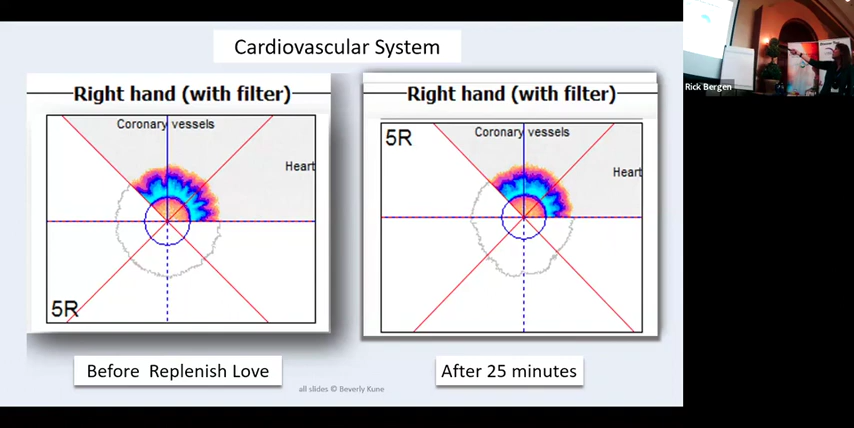 Cardiovascular System
Right hand (with filter)
Coronary vessels
Heart
5R
Before Replenish Love
Right hand (with filter)
5R
Coronary vessels
Heart
After 25 minutes
all slides © Beverly Kune
Rick Bergen